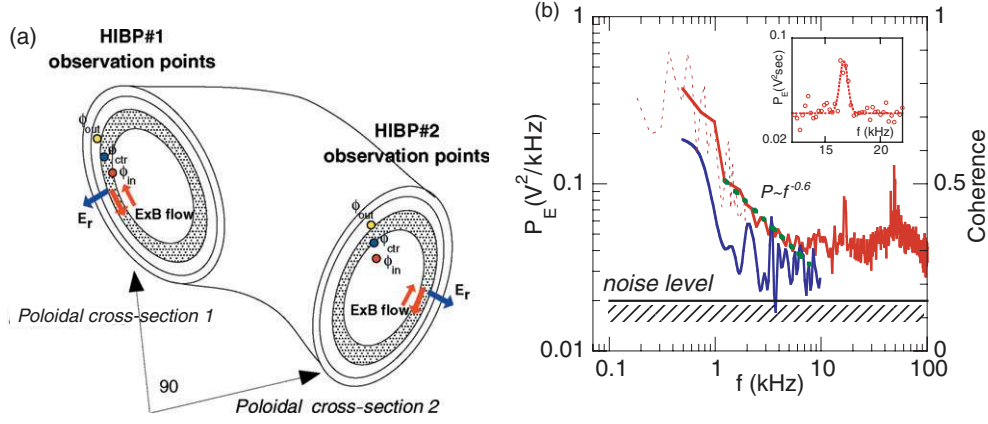 (a)
HIBP#1
observation points
ϕout
ϕctr
ϕin
Er
ExB flow
HIBP#2
observation points
ϕout
ϕctr
ϕin
Er
ExB flow
Poloidal cross-section 1
90
Poloidal cross-section 2
(b)
1
0.1
0.01
PE(V²/kHz)
0.1
1
10
100
f (kHz)
1
0.5
0
Coherence
P~f^-0.6
noise level
0.1
0.02
PE(V²sec)
15
20
f (kHz)